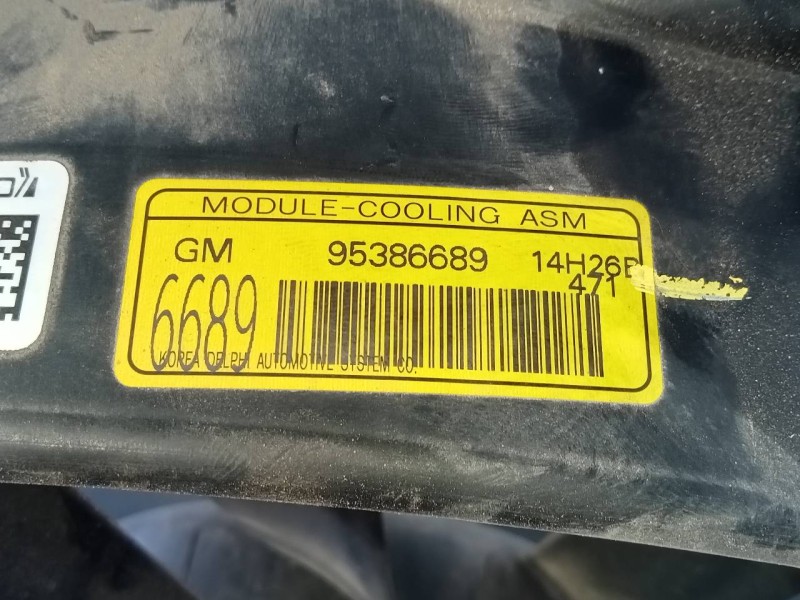 MODULE-COOLING ASM
GM 95386689 14H26B
471
6689
KOREA DELPHI AUTOMOTIVE SYSTEM CO.